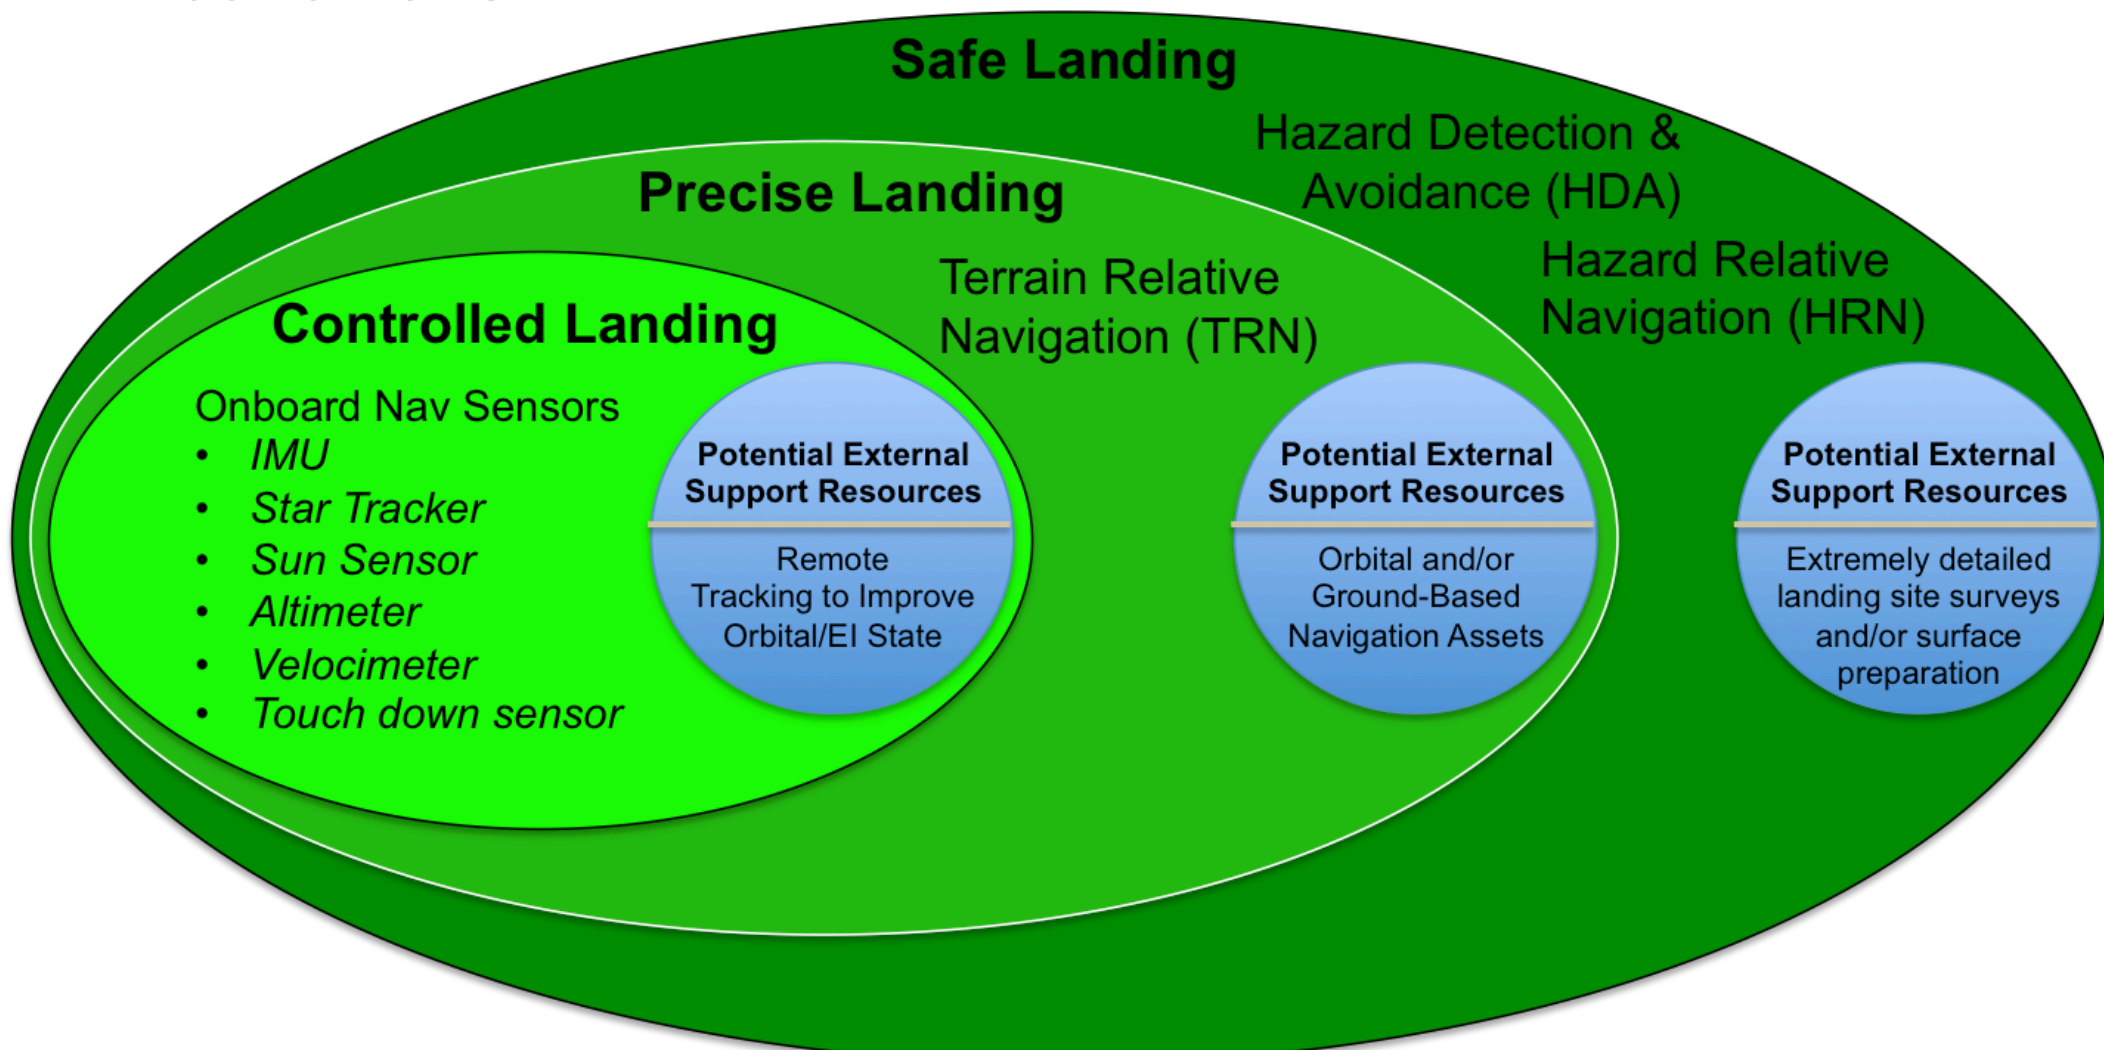 Safe Landing
Hazard Detection &
Avoidance (HDA)
Hazard Relative
Navigation (HRN)
Potential External
Support Resources
Extremely detailed
landing site surveys
and/or surface
preparation
Precise Landing
Terrain Relative
Navigation (TRN)
Potential External
Support Resources
Orbital and/or
Ground-Based
Navigation Assets
Controlled Landing
Onboard Nav Sensors
• IMU
• Star Tracker
• Sun Sensor
• Altimeter
• Velocimeter
• Touch down sensor
Potential External
Support Resources
Remote
Tracking to Improve
Orbital/EI State